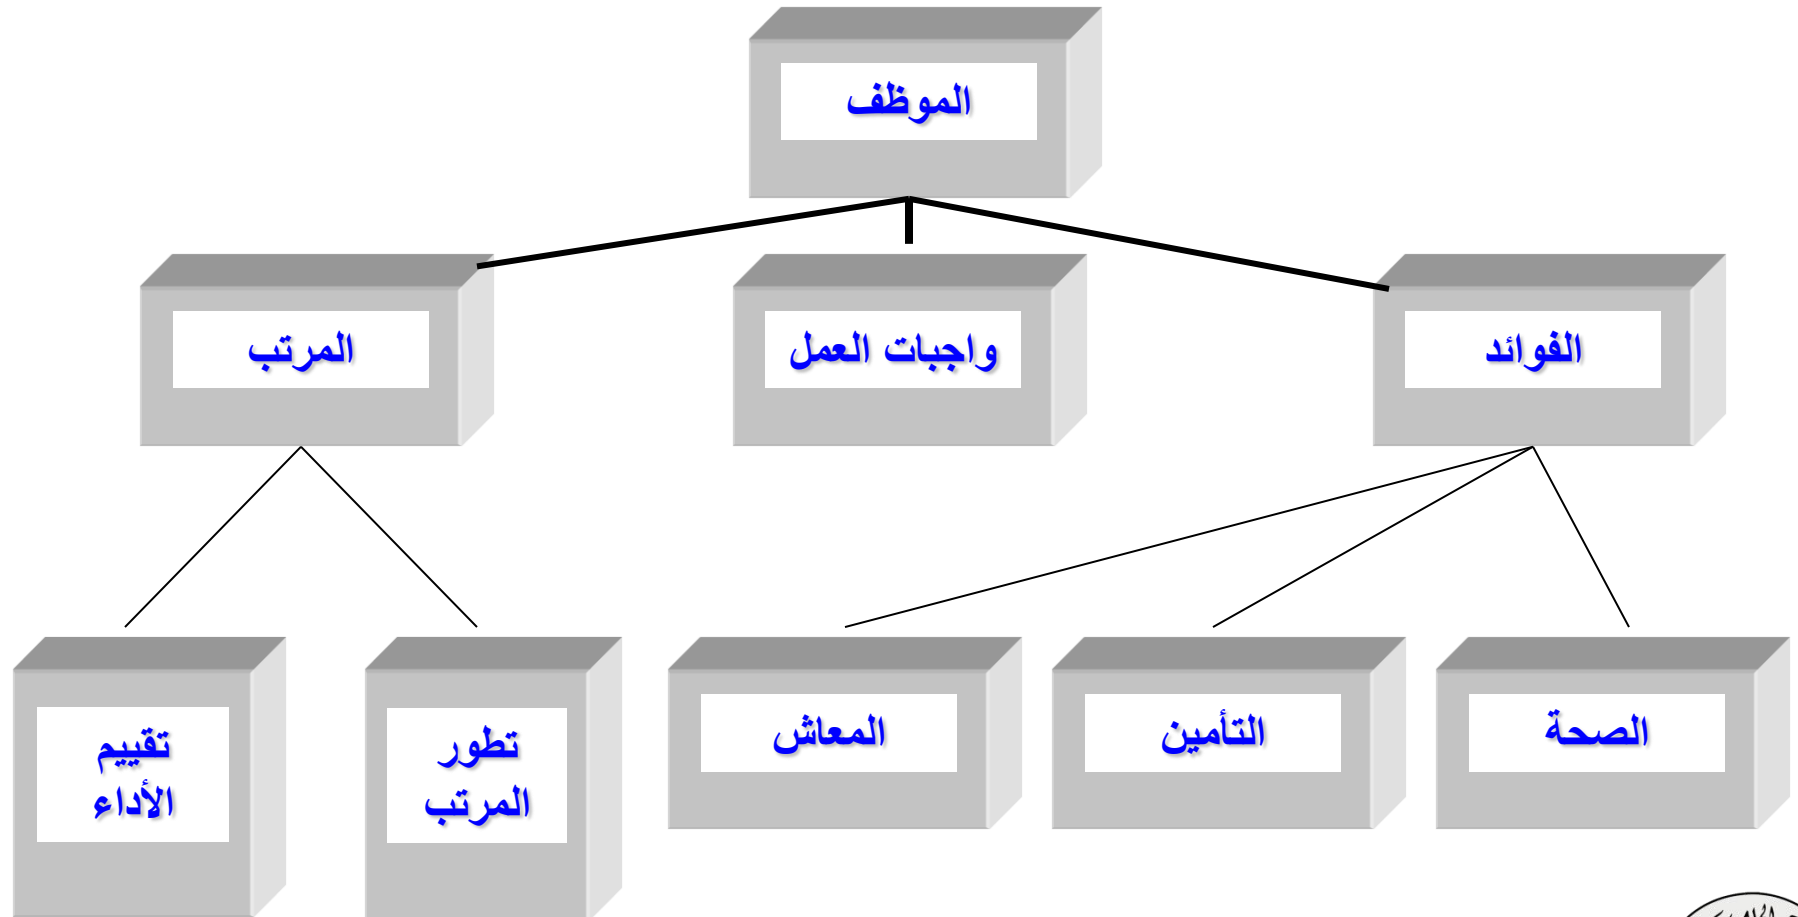 الموظف
الفوائد
واجبات العمل
المرتب
الصحة
التأمين
المعاش
تطور
المرتب
تقييم
الأداء